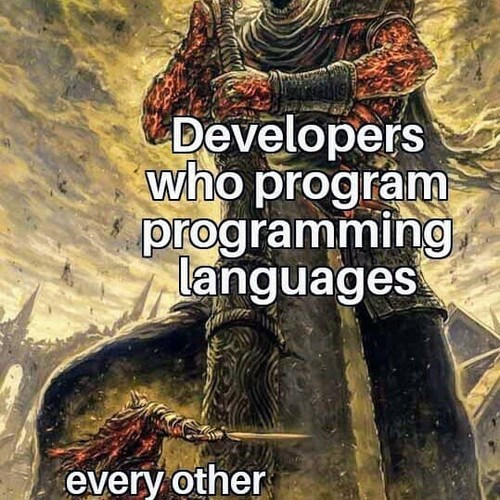 Developers
who program
programming
languages
every other